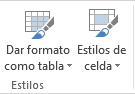 Dar formato
como tabla
Estilos de
celda
Estilos